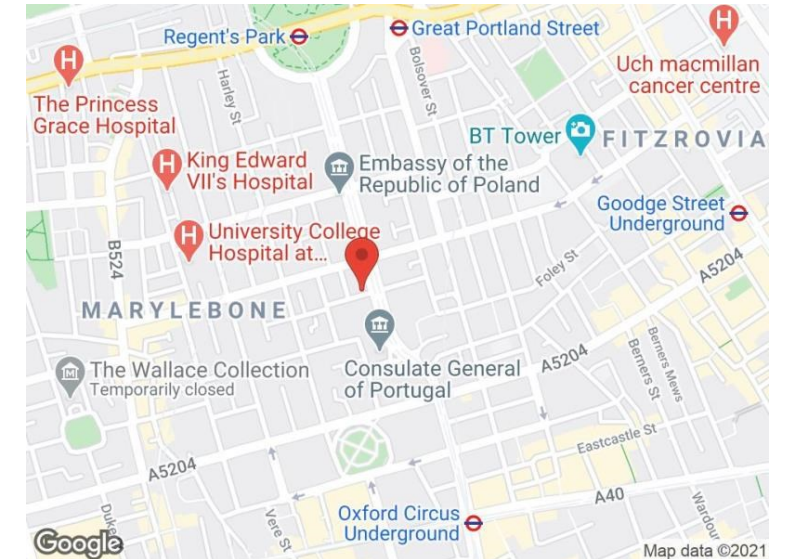 Regent's Park
Great Portland Street
H
H
Uch macmillan
cancer centre
The Princess
Grace Hospital
Harley St
Bolsover St
BT Tower
FITZROVIA
H
King Edward
VII's Hospital
Embassy of the
Republic of Poland
Goodge Street
Underground
B524
H
University College
Hospital at...
Foley St
A5204
MARYLEBONE
The Wallace Collection
Temporarily closed
Consulate General
of Portugal
A5204
Berners St
Berners Mews
Eastcastle St
A5204
Duke
Vere St
Oxford Circus
Underground
A40
Wardou
Google
Map data ©2021